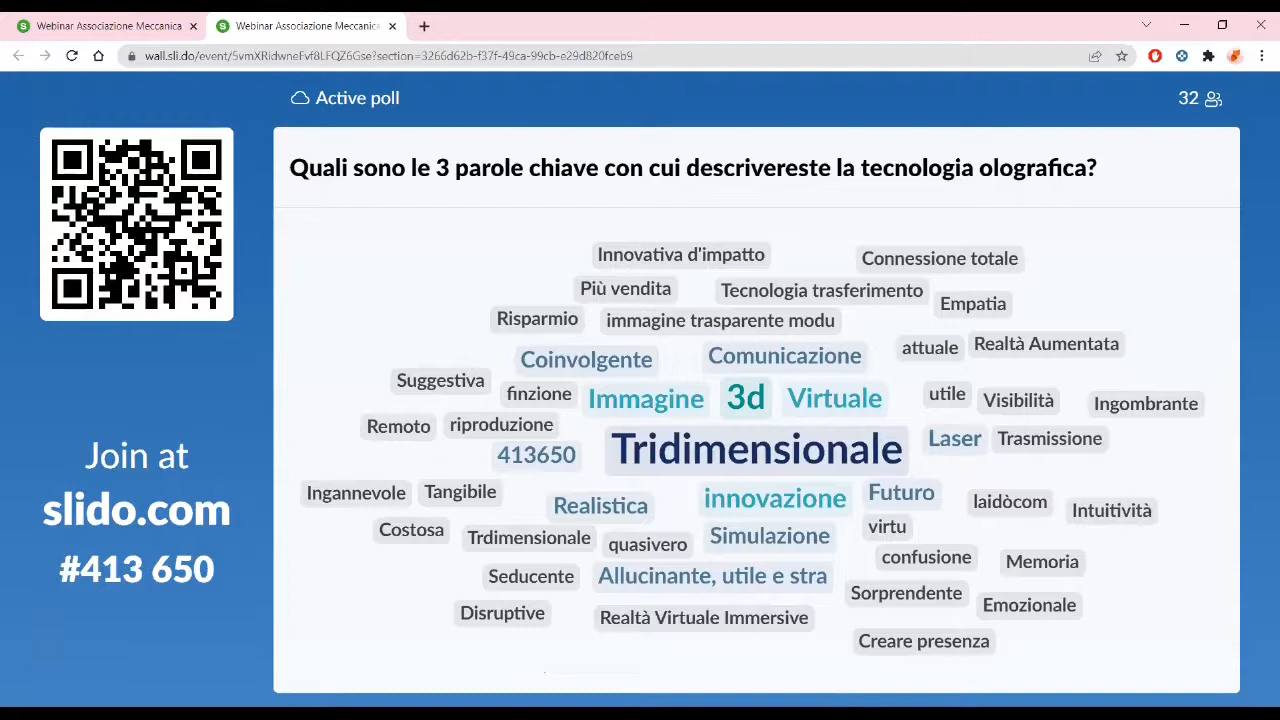 Webinar Associazione Meccanica
Webinar Associazione Meccanica
wall.sli.do/event/5vmXRidwneFvf8LFQZ6Gse?section=3266d62b-f37f-49ca-99cb-e29d820fceb9
Active poll
32
Quali sono le 3 parole chiave con cui descrivereste la tecnologia olografica?
Innovativa d'impatto
Connessione totale
Più vendita
Tecnologia trasferimento
Empatia
Risparmio
immagine trasparente modu
Coinvolgente
Comunicazione
attuale
Realtà Aumentata
Suggestiva
finzione
Immagine
3d
Virtuale
utile
Visibilità
Ingombrante
Remoto
riproduzione
413650
Tridimensionale
Laser
Trasmissione
Ingannevole
Tangibile
Realistica
innovazione
Futuro
laidòcom
Intuitività
Costosa
Trdimensionale
quasivero
Simulazione
virtu
confusione
Memoria
Seducente
Allucinante, utile e stra
Sorprendente
Emozionale
Disruptive
Realtà Virtuale Immersive
Creare presenza
Join at
slido.com
#413 650